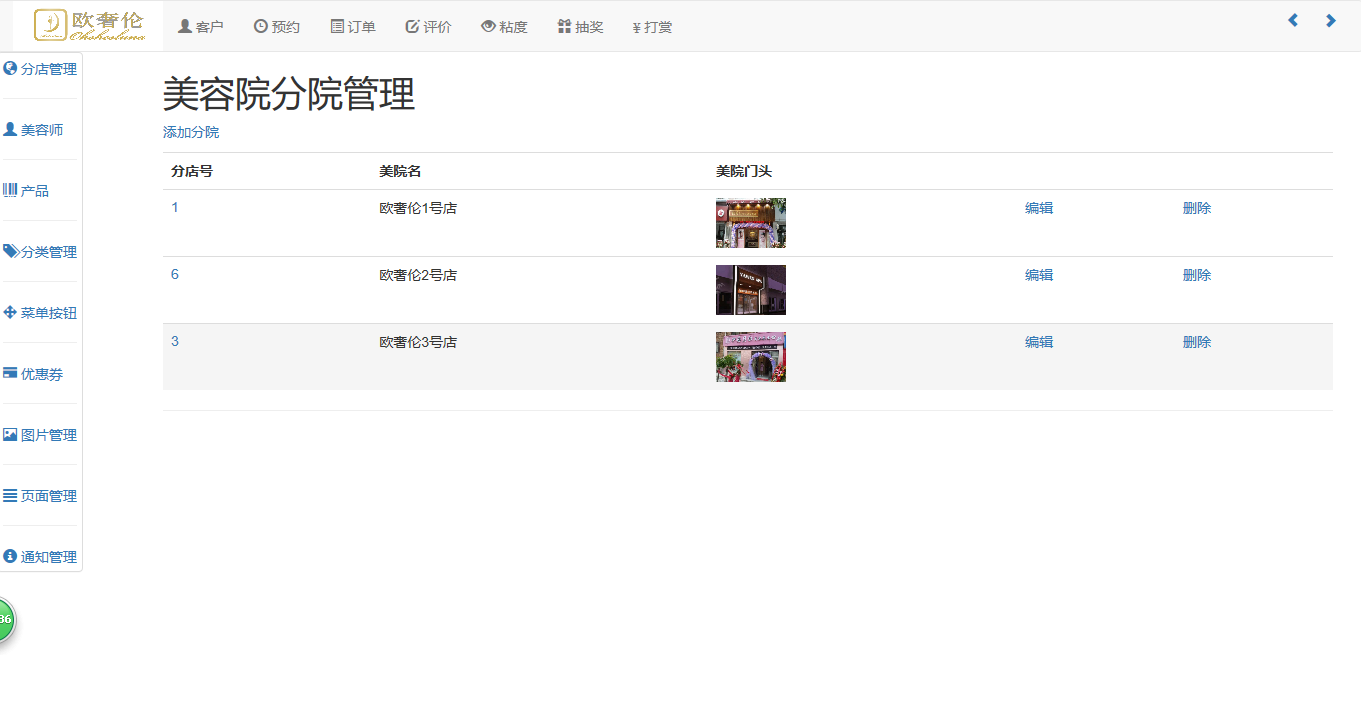 欧奢伦
客户 预约 订单 评价 粘度 抽奖 ¥ 打赏
分店管理
美容师
产品
分类管理
菜单按钮
优惠券
图片管理
页面管理
通知管理
美容院分院管理
添加分院
分店号 美院名 美院门头
1 欧奢伦1号店 编辑 删除
6 欧奢伦2号店 编辑 删除
3 欧奢伦3号店 编辑 删除
36